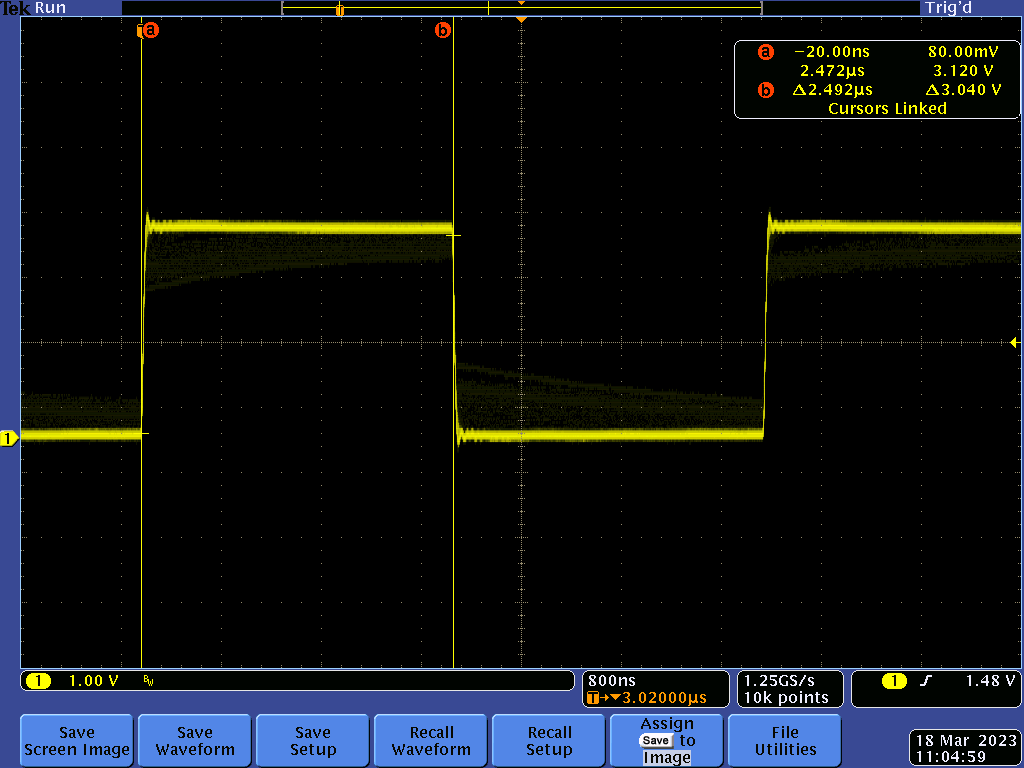 Tek Run Trig'd
a b
a −20.00ns 80.00mV
2.472µs 3.120 V
b Δ2.492µs Δ3.040 V
Cursors Linked
1
1 1.00 V BW
800ns
T→▼3.02000µs
1.25GS/s
10k points
1 1.48 V
Save
Screen Image
Save
Waveform
Save
Setup
Recall
Waveform
Recall
Setup
Assign
Save to
Image
File
Utilities
18 Mar 2023
11:04:59